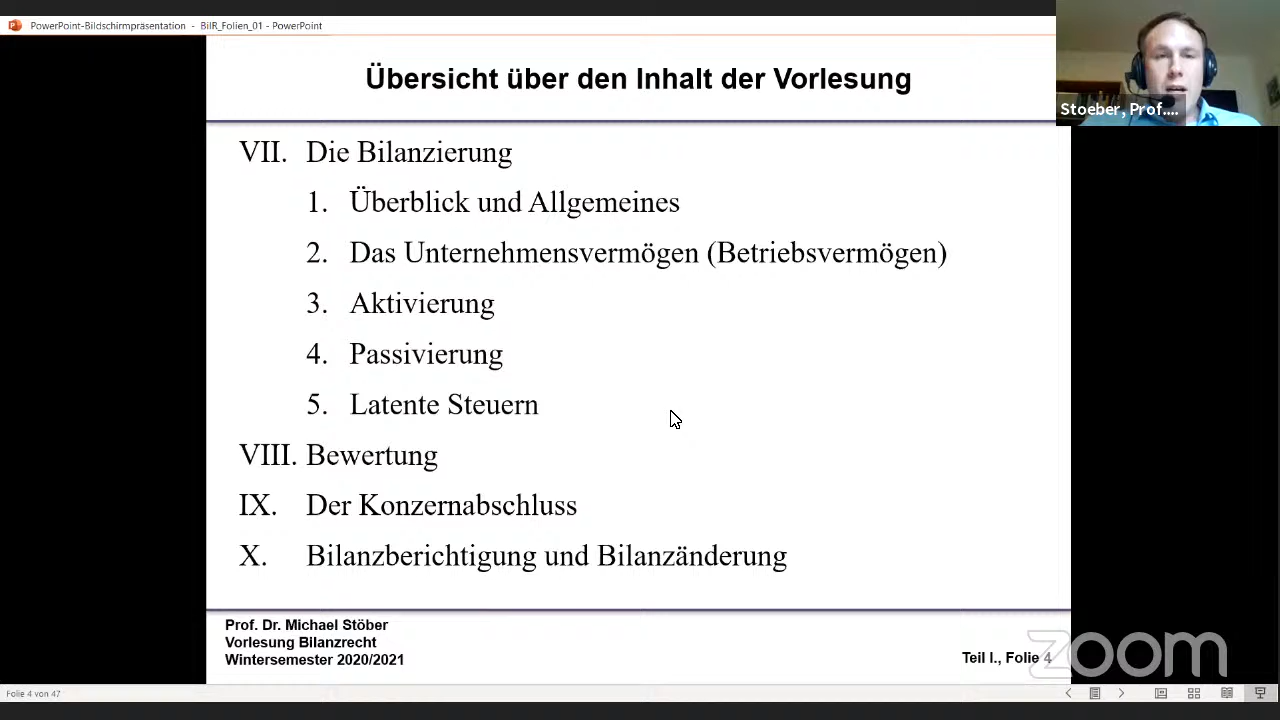 PowerPoint-Bildschirmpräsentation - BilR_Folien_01 - PowerPoint
Stoeber, Prof....
Übersicht über den Inhalt der Vorlesung
VII. Die Bilanzierung
1. Überblick und Allgemeines
2. Das Unternehmensvermögen (Betriebsvermögen)
3. Aktivierung
4. Passivierung
5. Latente Steuern
VIII. Bewertung
IX. Der Konzernabschluss
X. Bilanzberichtigung und Bilanzänderung
Prof. Dr. Michael Stöber
Vorlesung Bilanzrecht
Wintersemester 2020/2021
Teil I., Folie 4
zoom
Folie 4 von 47